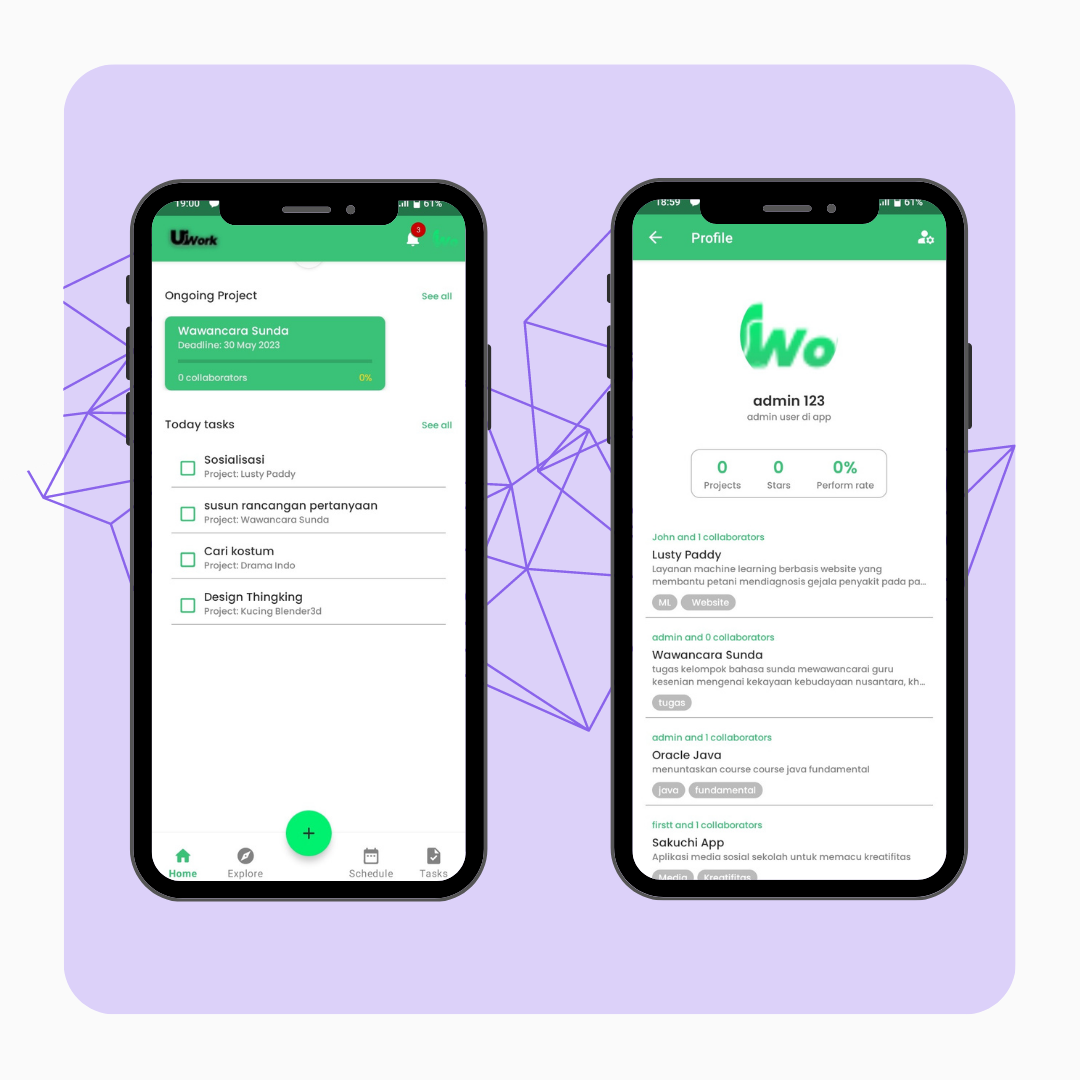 19:00
61%
UWork
3
Ongoing Project
See all
Wawancara Sunda
Deadline: 30 May 2023
0 collaborators
0%
Today tasks
See all
Sosialisasi
Project: Lusty Paddy
susun rancangan pertanyaan
Project: Wawancara Sunda
Cari kostum
Project: Drama Indo
Design Thingking
Project: Kucing Blender3d
+
Home
Explore
Schedule
Tasks
18:59
61%
Profile
Wo
admin 123
admin user di app
0
0
0%
Projects
Stars
Perform rate
John and 1 collaborators
Lusty Paddy
Layanan machine learning berbasis website yang
membantu petani mendiagnosis gejala penyakit pada pa...
ML
Website
admin and 0 collaborators
Wawancara Sunda
tugas kelompok bahasa sunda mewawancarai guru
kesenian mengenai kekayaan kebudayaan nusantara, kh...
tugas
admin and 1 collaborators
Oracle Java
menuntaskan course course java fundamental
java
fundamental
firstt and 1 collaborators
Sakuchi App
Aplikasi media sosial sekolah untuk memacu kreatifitas
Media
Kreatifitas